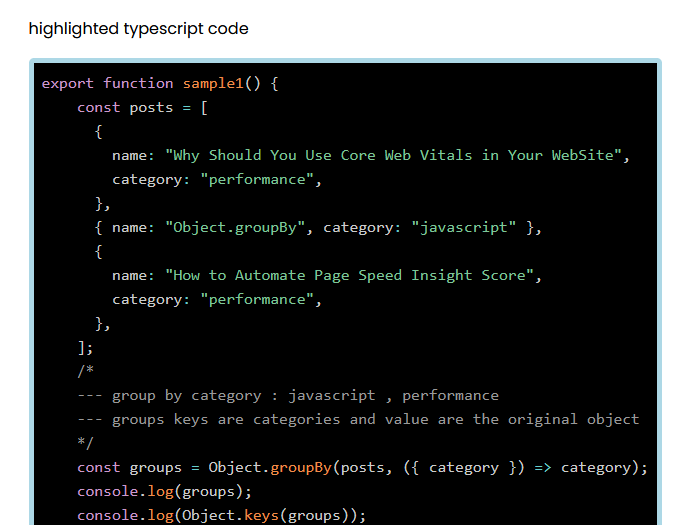 highlighted typescript code
export function sample1() {
    const posts = [
      {
        name: "Why Should You Use Core Web Vitals in Your WebSite",
        category: "performance",
      },
      { name: "Object.groupBy", category: "javascript" },
      {
        name: "How to Automate Page Speed Insight Score",
        category: "performance",
      },
    ];
    /*
    --- group by category : javascript , performance
    --- groups keys are categories and value are the original object
    */
    const groups = Object.groupBy(posts, ({ category }) => category);
    console.log(groups);
    console.log(Object.keys(groups));